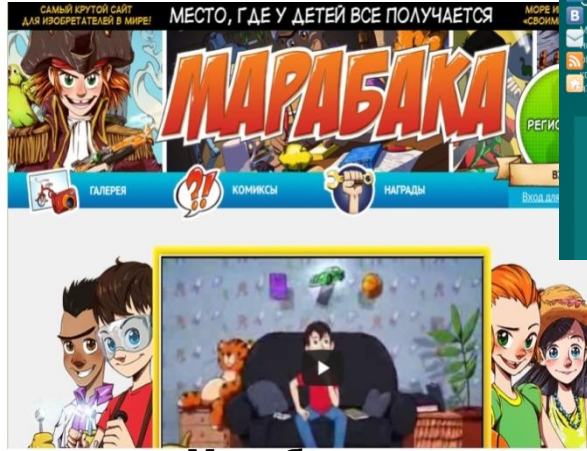 САМЫЙ КРУТОЙ САЙТ
ДЛЯ ИЗОБРЕТАТЕЛЕЙ В МИРЕ!
МЕСТО, ГДЕ У ДЕТЕЙ ВСЕ ПОЛУЧАЕТСЯ
МОРЕ И
«СВОИМ
МАРАБАКА
РЕГИС
ГАЛЕРЕЯ
?!
КОМИКСЫ
НАГРАДЫ
Вход для